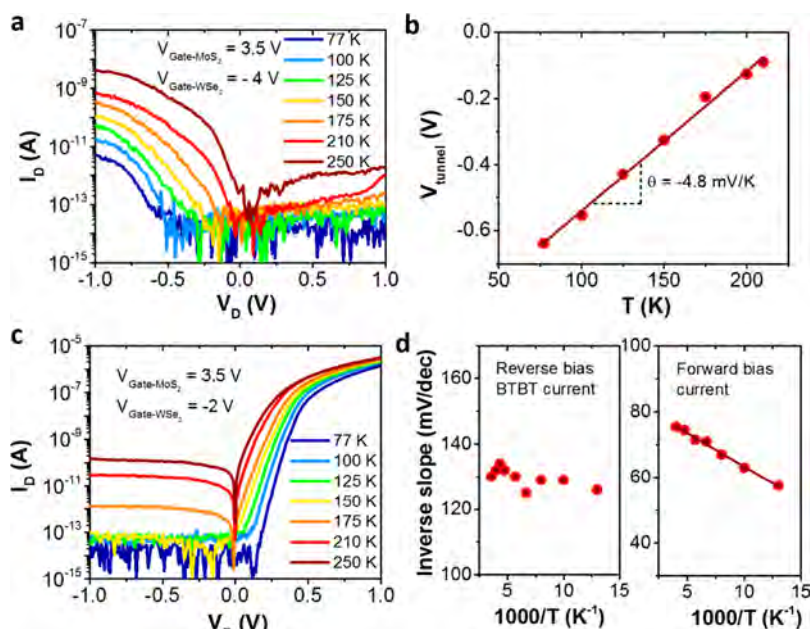 a
V_Gate-MoS₂ = 3.5 V
V_Gate-WSe₂ = - 4 V
77 K
100 K
125 K
150 K
175 K
210 K
250 K
10⁻⁷
10⁻⁹
10⁻¹¹
10⁻¹³
10⁻¹⁵
I_D (A)
-1.0
-0.5
0.0
0.5
1.0
V_D (V)
b
0.0
-0.2
-0.4
-0.6
V_tunnel (V)
θ = -4.8 mV/K
50
100
150
200
T (K)
c
V_Gate-MoS₂ = 3.5 V
V_Gate-WSe₂ = -2 V
77 K
100 K
125 K
150 K
175 K
210 K
250 K
10⁻⁵
10⁻⁷
10⁻⁹
10⁻¹¹
10⁻¹³
10⁻¹⁵
I_D (A)
-1.0
-0.5
0.0
0.5
1.0
V_D (V)
d
Reverse bias
BTBT current
160
140
120
100
Inverse slope (mV/dec)
5
10
15
1000/T (K⁻¹)
Forward bias
current
100
80
60
40
5
10
15
1000/T (K⁻¹)